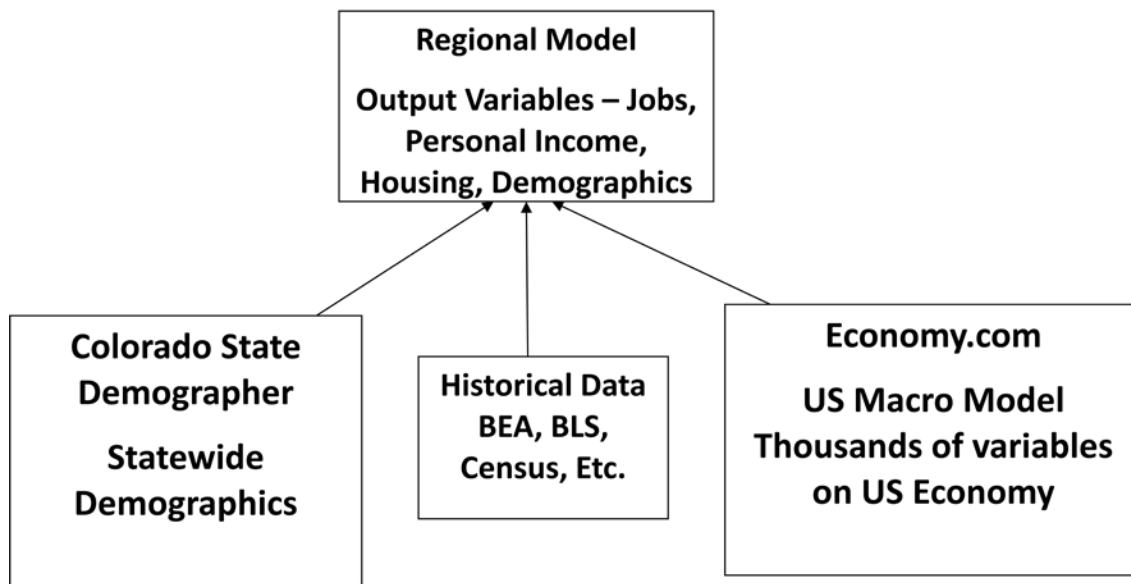 Regional Model
Output Variables – Jobs,
Personal Income,
Housing, Demographics
Colorado State
Demographer
Statewide
Demographics
Historical Data
BEA, BLS,
Census, Etc.
Economy.com
US Macro Model
Thousands of variables
on US Economy